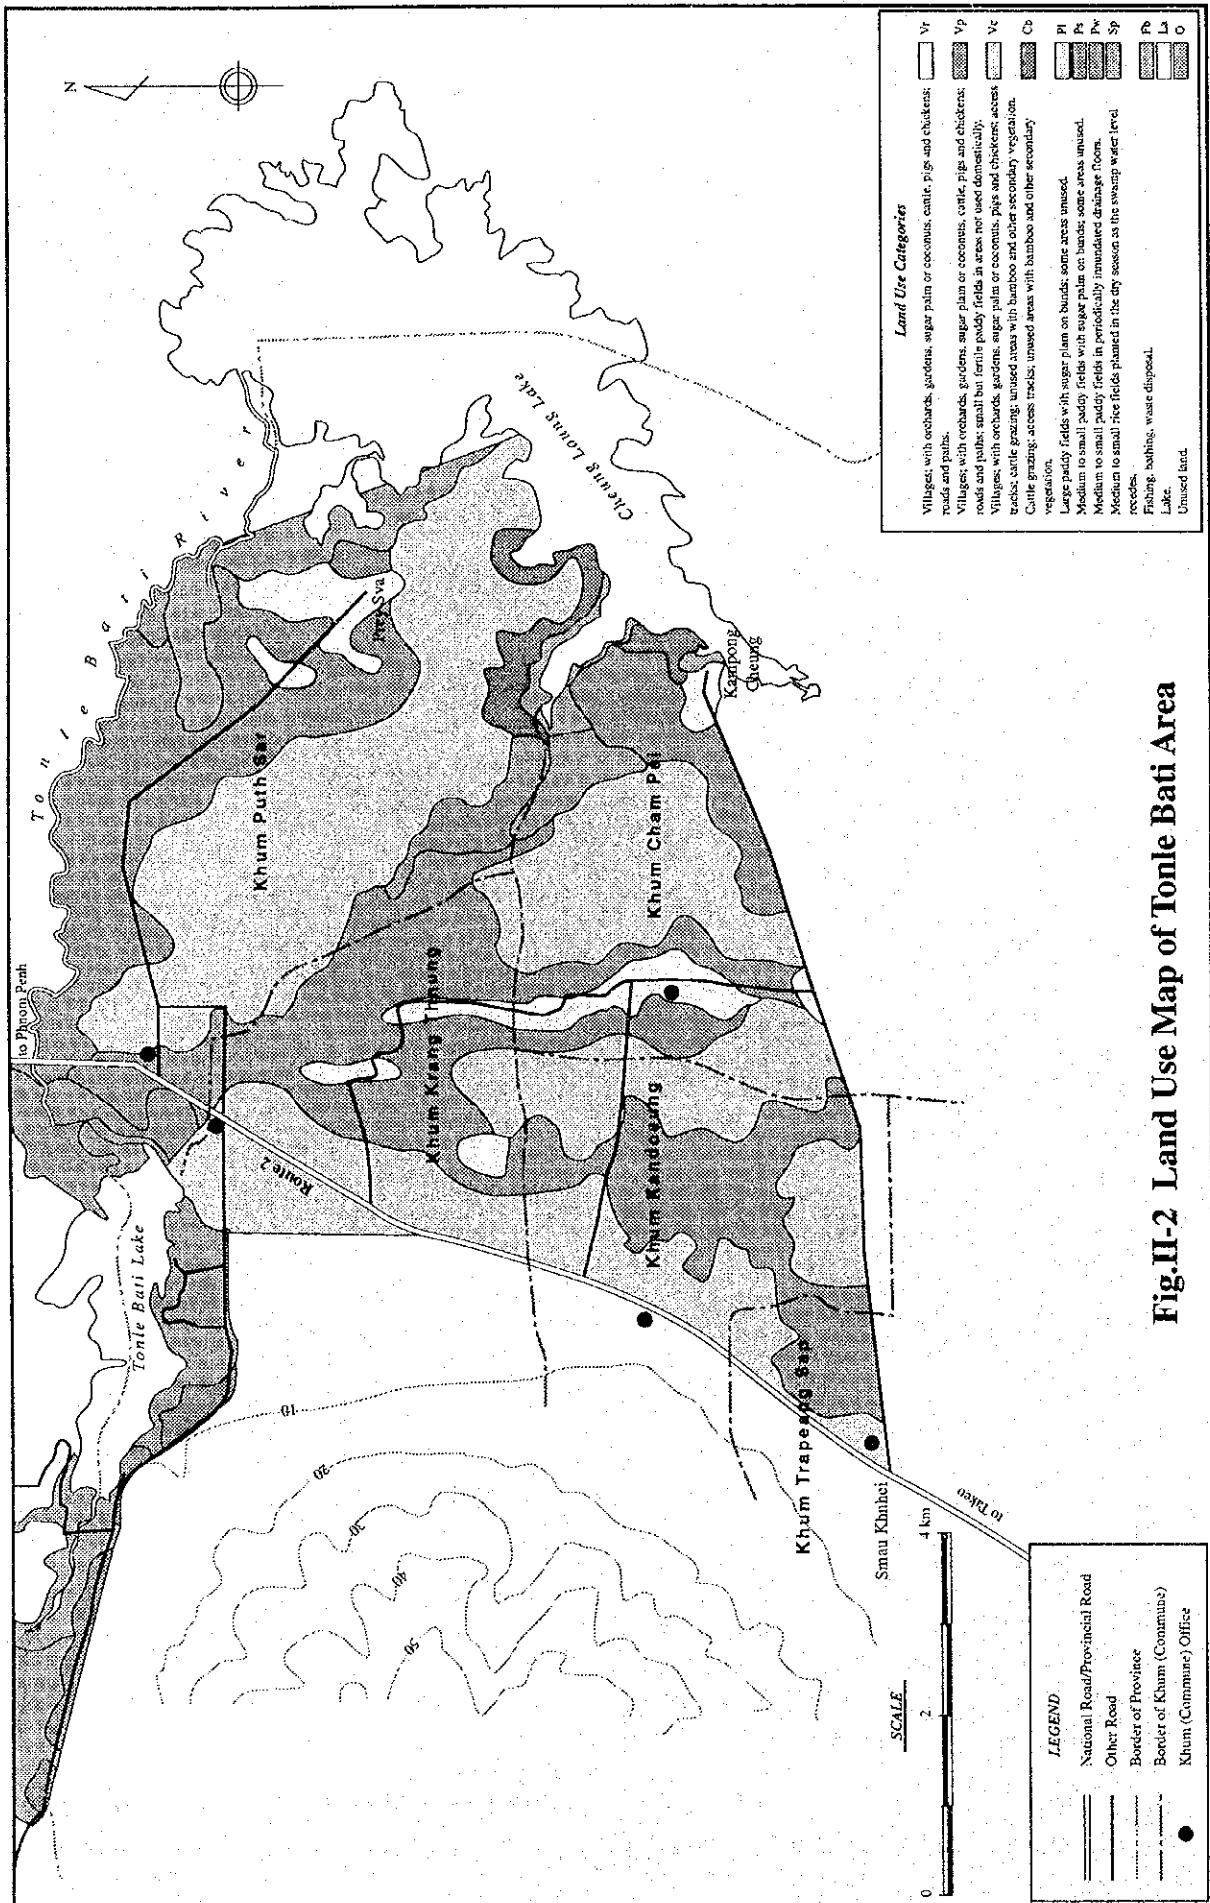 N
to Phnom Penh
Tonle Bati River
Tonle Bati Lake
Cheung Loung Lake
Route 2
Prey Sva
Khum Puth Sar
Khum Krang Thnung
Khum Cham Pei
Khum Kandoeung
Khum Trapeang Sap
Kampong
Cheung
Smau Khnhei
to Takeo
10
20
30
40
50
SCALE
0 2 4 km
LEGEND
National Road/Provincial Road
Other Road
Border of Province
Border of Khum (Commune)
Khum (Commune) Office
Land Use Categories
Villages; with orchards, gardens, sugar palm or coconuts, cattle, pigs and chickens; Vr
roads and paths.
Villages; with orchards, gardens, sugar plam or coconuts, cattle, pigs and chickens; Vp
roads and paths; small but fertile paddy fields in areas not used domestically.
Villages; with orchards, gardens, sugar palm or coconuts, pigs and chickens; access Vc
tracks; cattle grazing; unused areas with bamboo and other secondary vegetation.
Cattle grazing; access tracks; unused areas with bamboo and other secondary Cb
vegetation.
Large paddy fields with sugar plam on bunds; some areas unused. Pl
Medium to small paddy fields with sugar palm on bunds; some areas unused. Ps
Medium to small paddy fields in periodically innundated drainage floors. Pw
Medium to small rice fields planted in the dry season as the swamp water level Sp
recedes.
Fishing, bathing, waste disposal. Fb
Lake. La
Unused land. O
Fig.II-2 Land Use Map of Tonle Bati Area